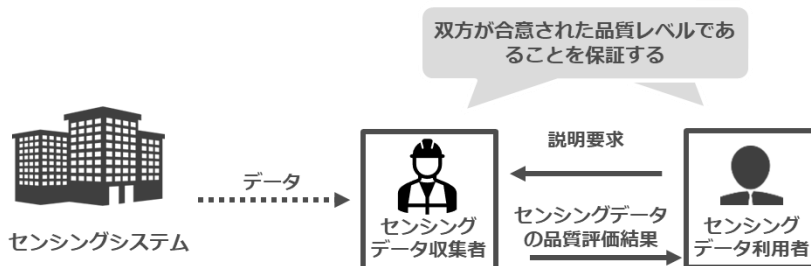 双方が合意された品質レベルであ
ることを保証する
説明要求
データ
センシングデータ
の品質評価結果
センシングシステム
センシング
データ収集者
センシング
データ利用者